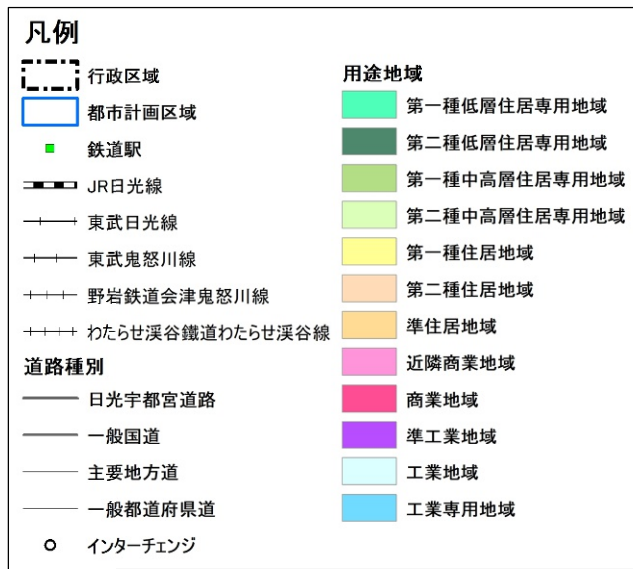 凡例
行政区域
都市計画区域
鉄道駅
JR日光線
東武日光線
東武鬼怒川線
野岩鉄道会津鬼怒川線
わたらせ渓谷鐵道わたらせ渓谷線
道路種別
日光宇都宮道路
一般国道
主要地方道
一般都道府県道
インターチェンジ
用途地域
第一種低層住居専用地域
第二種低層住居専用地域
第一種中高層住居専用地域
第二種中高層住居専用地域
第一種住居地域
第二種住居地域
準住居地域
近隣商業地域
商業地域
準工業地域
工業地域
工業専用地域